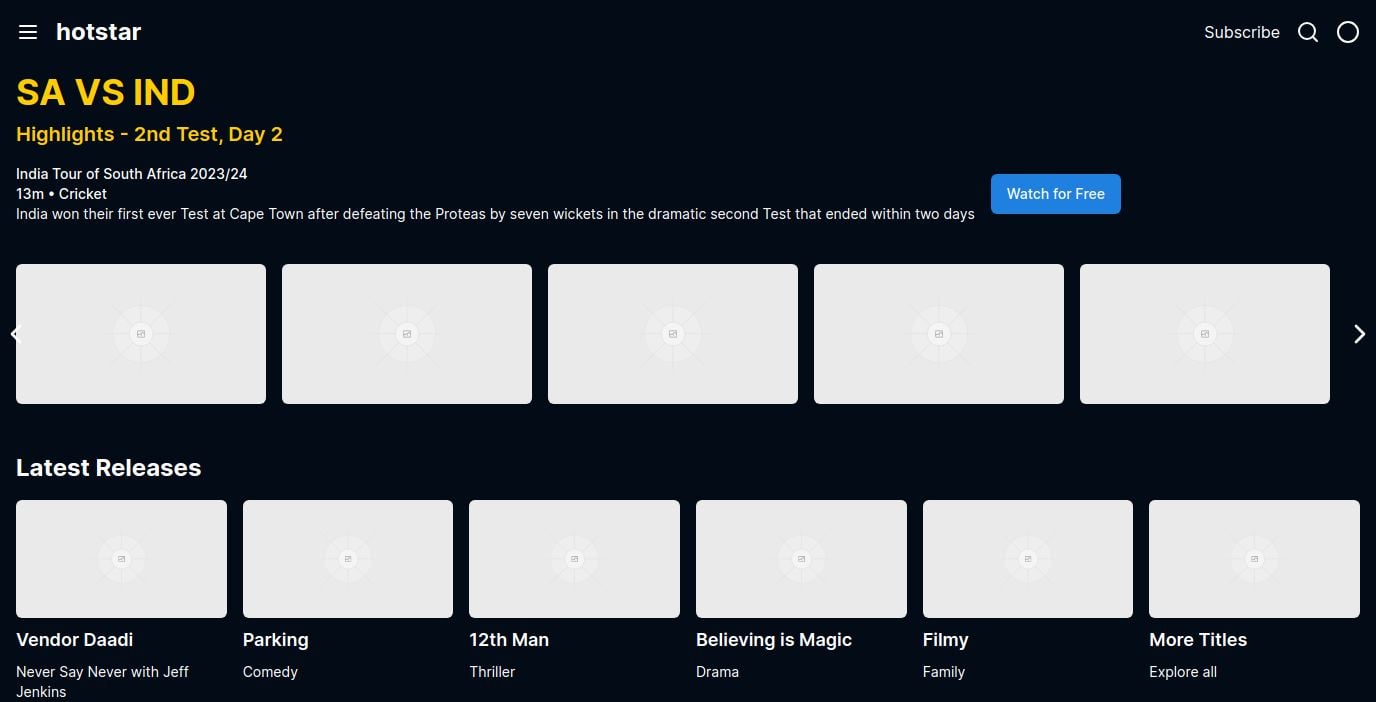 hotstar
Subscribe
SA VS IND
Highlights - 2nd Test, Day 2
India Tour of South Africa 2023/24
13m • Cricket
India won their first ever Test at Cape Town after defeating the Proteas by seven wickets in the dramatic second Test that ended within two days
Watch for Free
Latest Releases
Vendor Daadi
Never Say Never with Jeff
Jenkins
Parking
Comedy
12th Man
Thriller
Believing is Magic
Drama
Filmy
Family
More Titles
Explore all